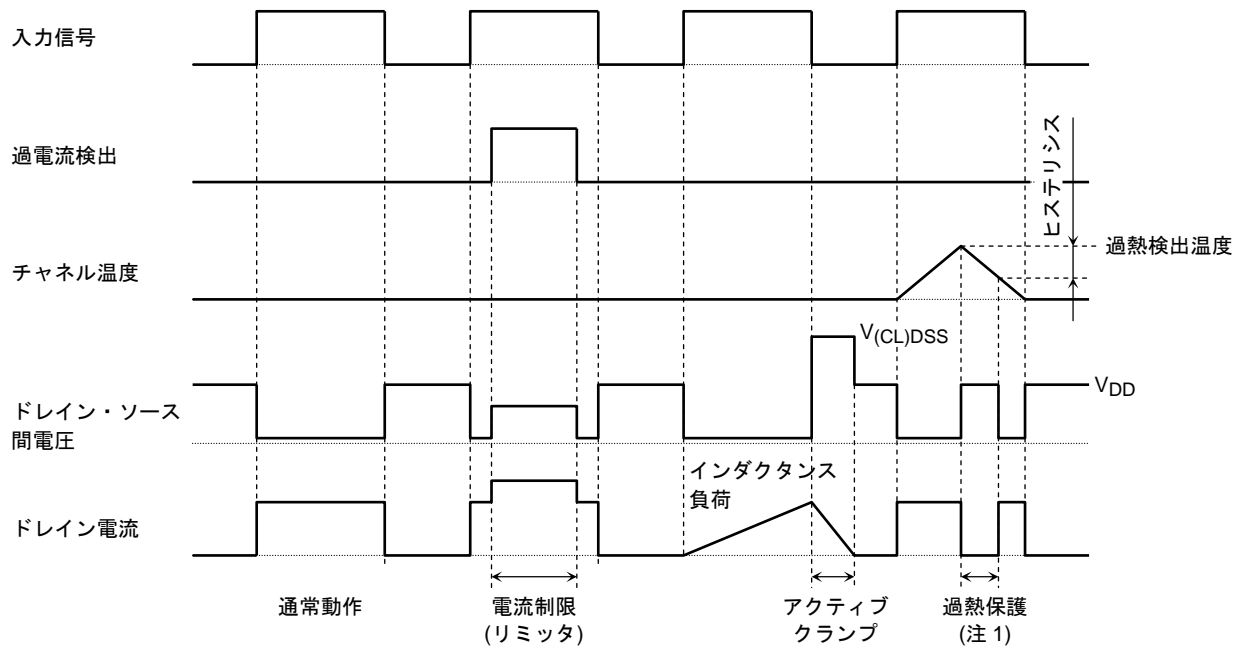 入力信号
過電流検出
ヒステリシス
過熱検出温度
チャネル温度
V(CL)DSS
VDD
ドレイン・ソース
間電圧
インダクタンス
負荷
ドレイン電流
通常動作
電流制限
(リミッタ)
アクティブ
クランプ
過熱保護
(注 1)